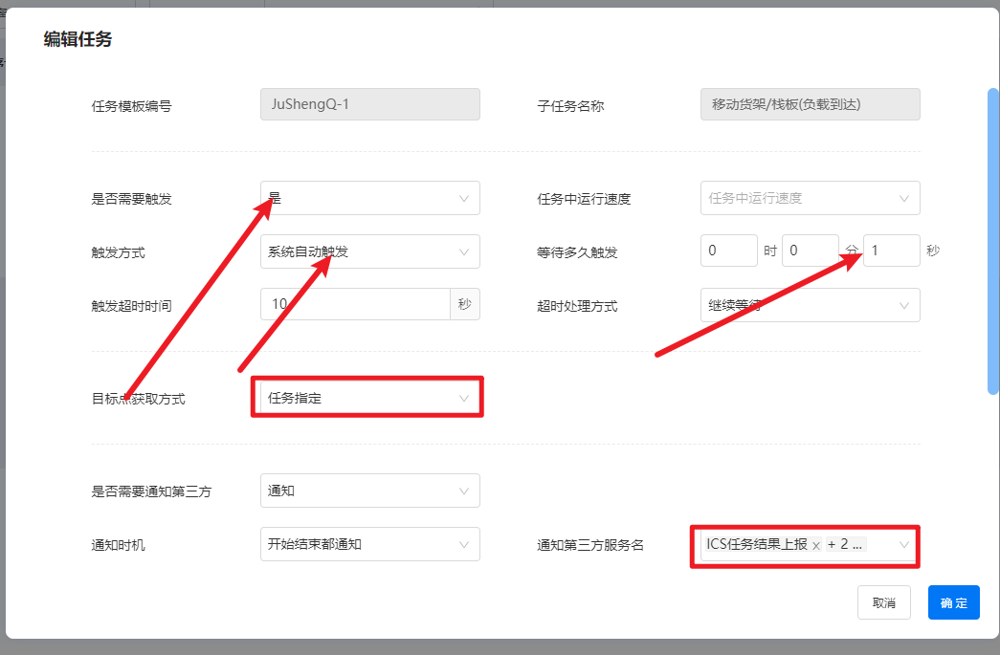 编辑任务
任务模板编号 JuShengQ-1 子任务名称 移动货架/栈板(负载到达)
是否需要触发 是 任务中运行速度 任务中运行速度
触发方式 系统自动触发 等待多久触发 0 时 0 分 1 秒
触发超时时间 10 秒 超时处理方式 继续等待
目标点获取方式 任务指定
是否需要通知第三方 通知
通知时机 开始结束都通知 通知第三方服务名 ICS任务结果上报 x + 2 ...
取消 确 定